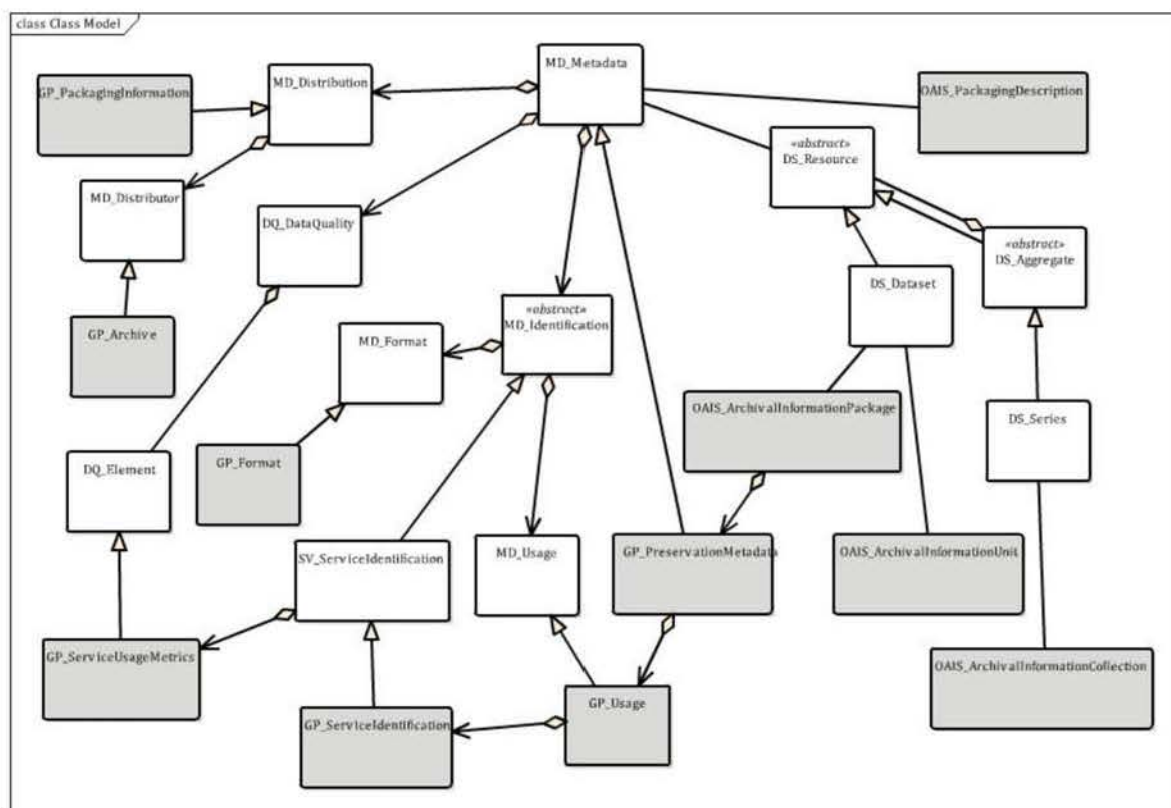 class Class Model
MD_Metadata
MD_Distribution
GP_PackagingInformation
OAIS_PackagingDescription
«abstract»
DS_Resource
MD_Distributor
DQ_DataQuality
«abstract»
DS_Aggregate
DS_Dataset
«abstract»
MD_Identification
GP_Archive
MD_Format
OAIS_ArchivalInformationPackage
DS_Series
GP_Format
DQ_Element
SV_ServiceIdentification
MD_Usage
GP_PreservationMetadata
OAIS_ArchivalInformationUnit
GP_ServiceUsageMetrics
OAIS_ArchivalInformationCollection
GP_Usage
GP_ServiceIdentification